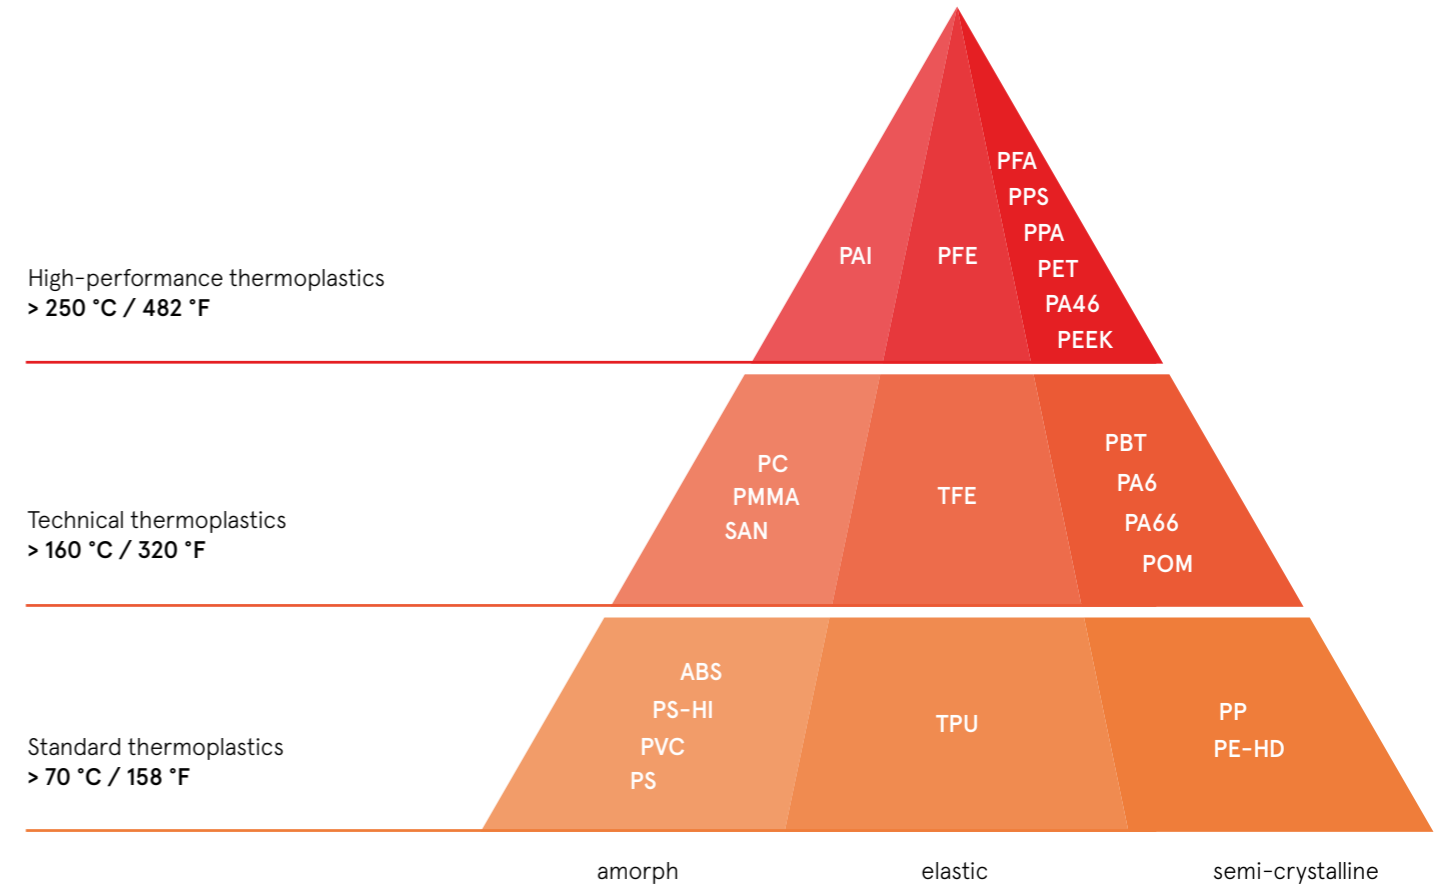 PFA
PPS
PPA
PAI
PFE
PET
High-performance thermoplastics
> 250 °C / 482 °F
PA46
PEEK
PBT
PC
PA6
PMMA
TFE
Technical thermoplastics
PA66
SAN
> 160 °C / 320 °F
POM
ABS
PS-HI
PP
TPU
Standard thermoplastics
PVC
PE-HD
> 70 °C / 158 °F
PS
amorph
elastic
semi-crystalline